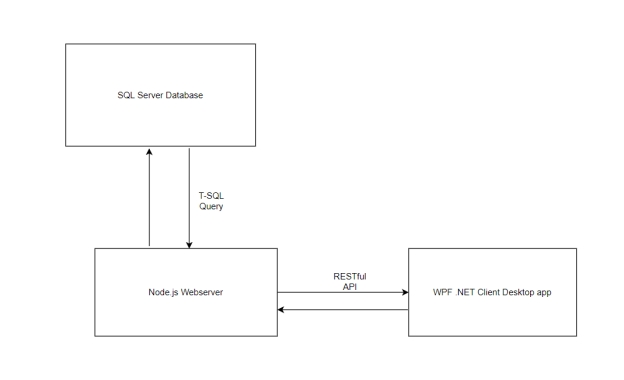 SQL Server Database
T-SQL
Query
Node.js Webserver
RESTful
API
WPF .NET Client Desktop app